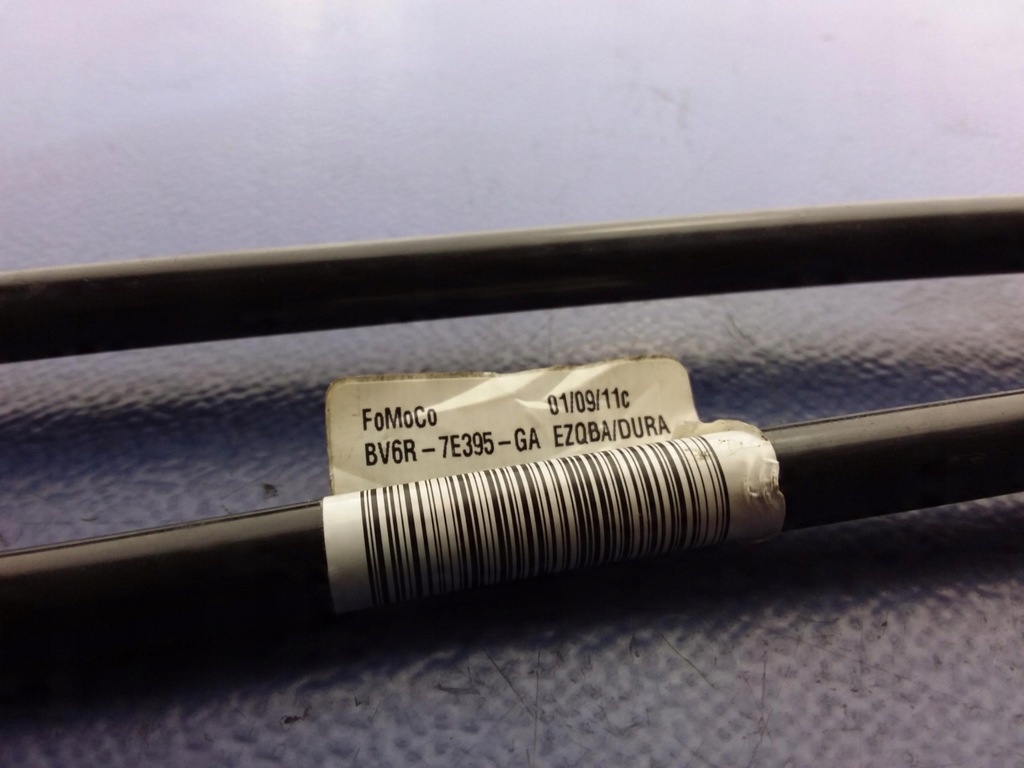 FoMoCo 01/09/11c
BV6R-7E395-GA EZQBA/DURA